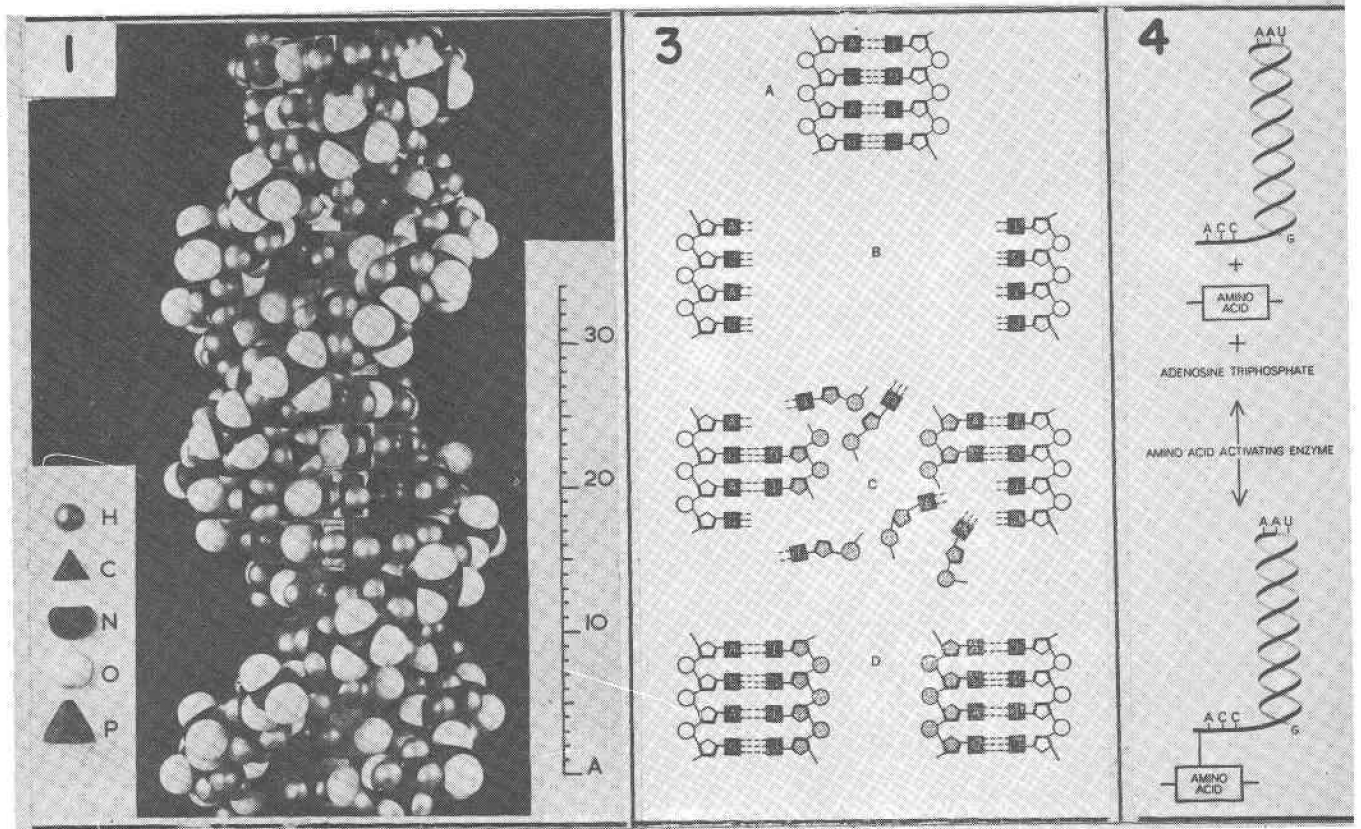 1
H
C
N
O
P
30
20
10
A
3
A
B
C
D
4
AAU
ACC
G
+
AMINO
ACID
+
ADENOSINE TRIPHOSPHATE
AMINO ACID ACTIVATING ENZYME
AAU
ACC
G
AMINO
ACID